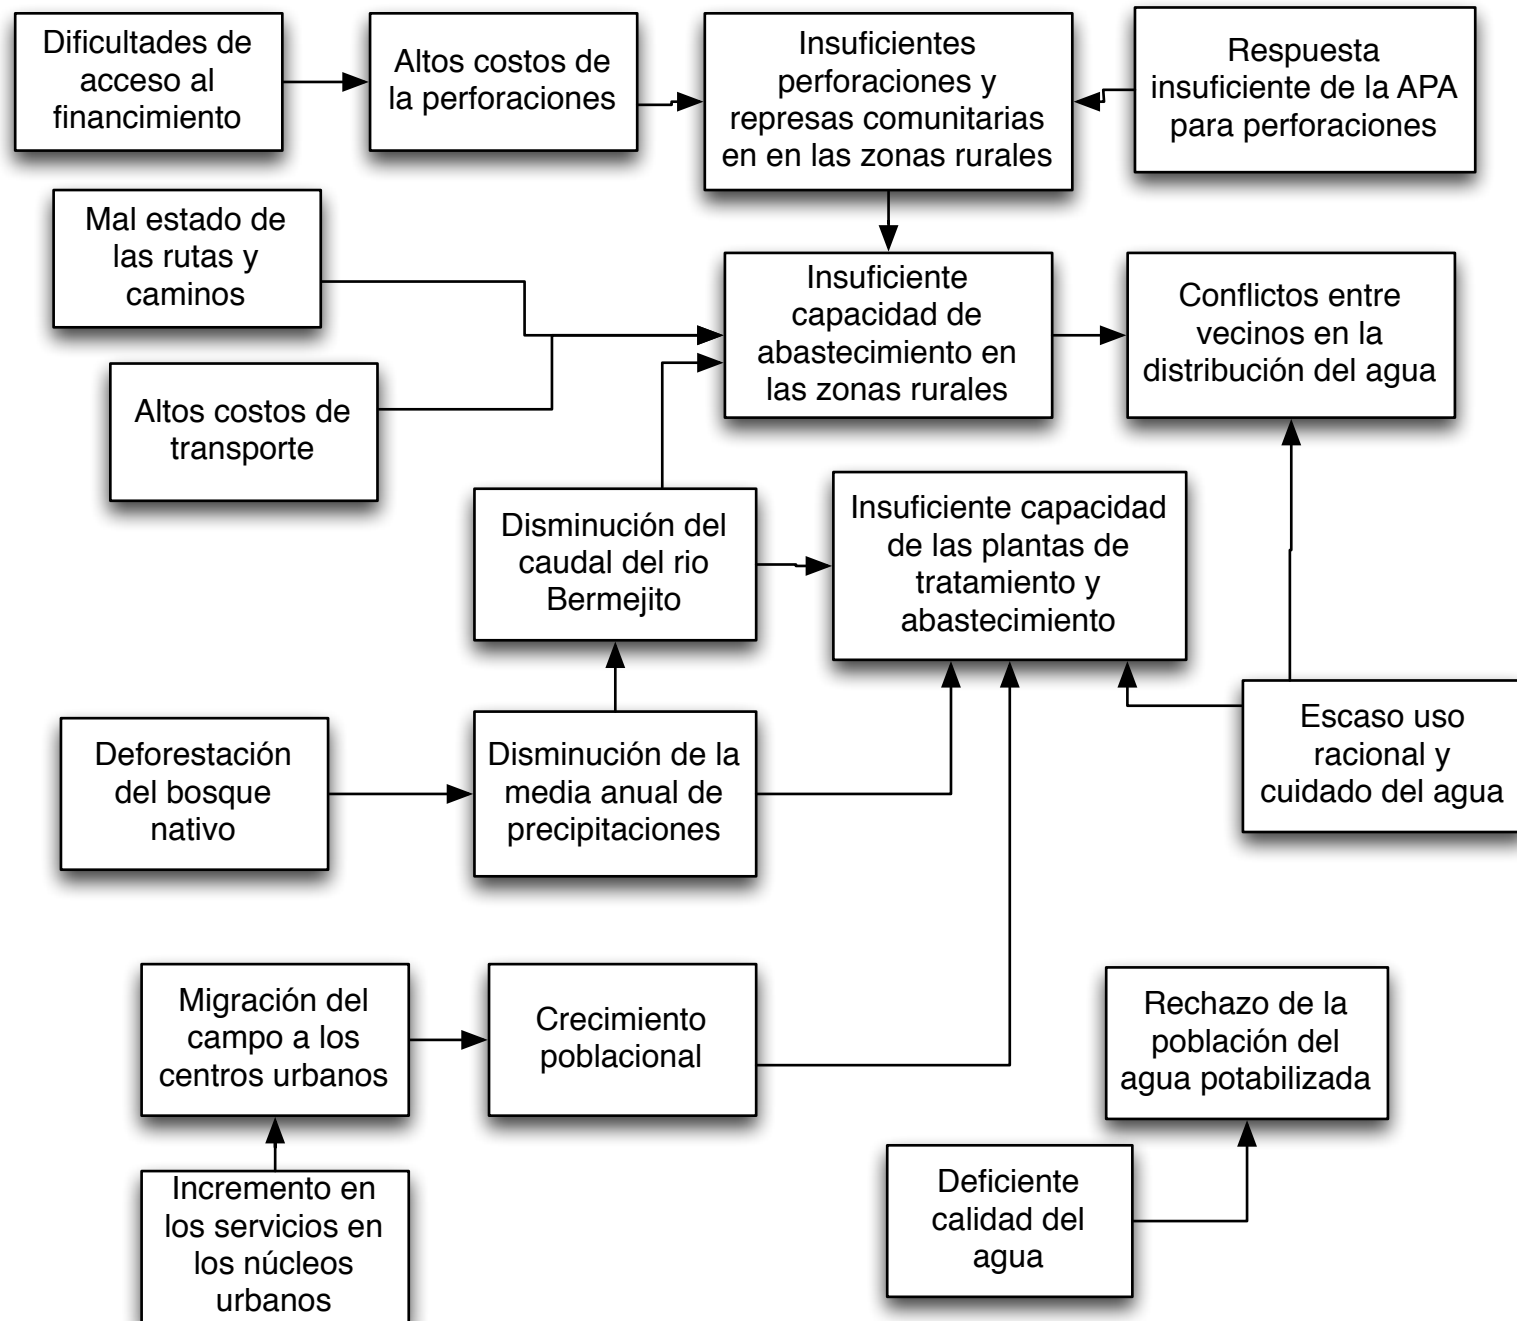 Dificultades de
acceso al
financimiento
Altos costos de
la perforaciones
Insuficientes
perforaciones y
represas comunitarias
en en las zonas rurales
Respuesta
insuficiente de la APA
para perforaciones
Mal estado de
las rutas y
caminos
Insuficiente
capacidad de
abastecimiento en
las zonas rurales
Conflictos entre
vecinos en la
distribución del agua
Altos costos de
transporte
Disminución del
caudal del rio
Bermejito
Insuficiente capacidad
de las plantas de
tratamiento y
abastecimiento
Escaso uso
racional y
cuidado del agua
Deforestación
del bosque
nativo
Disminución de la
media anual de
precipitaciones
Migración del
campo a los
centros urbanos
Crecimiento
poblacional
Rechazo de la
población del
agua potabilizada
Incremento en
los servicios en
los núcleos
urbanos
Deficiente
calidad del
agua